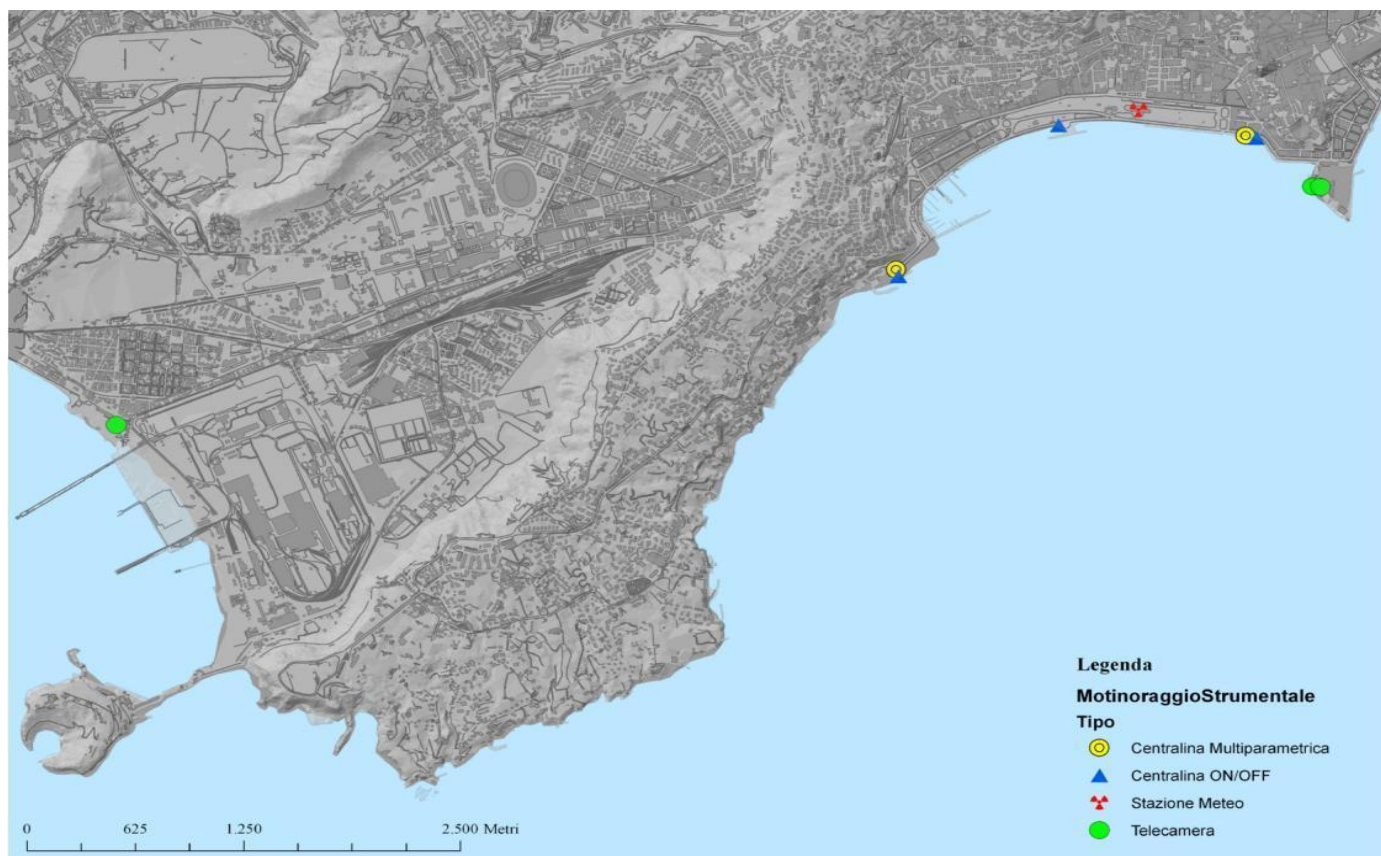 Legenda
MotinoraggioStrumentale
Tipo
Centralina Multiparametrica
Centralina ON/OFF
Stazione Meteo
Telecamera
0 625 1.250 2.500 Metri